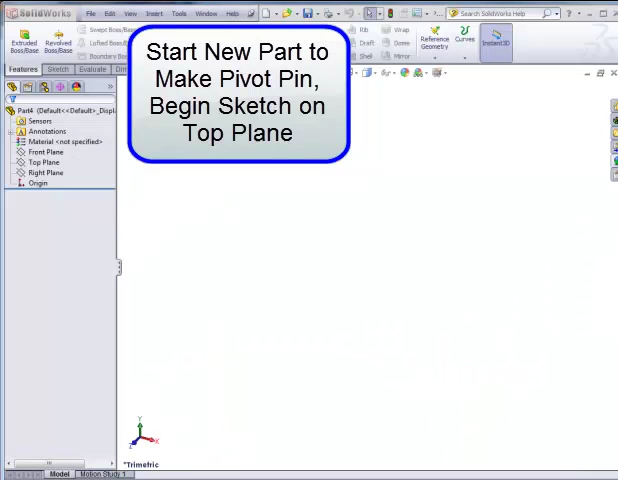 SolidWorks
File Edit View Insert Tools Window Help
Search SolidWorks Help
Extruded Boss/Base
Revolved Boss/Base
Swept Boss/Base
Lofted Boss/Base
Boundary Boss
Rib
Draft
Shell
Wrap
Dome
Mirror
Reference Geometry
Curves
Instant3D
Features Sketch Evaluate Dim
Start New Part to
Make Pivot Pin,
Begin Sketch on
Top Plane
Part4 (Default<<Default>_Displa
Sensors
Annotations
Material <not specified>
Front Plane
Top Plane
Right Plane
Origin
Y
X
Z
*Trimetric
Model Motion Study 1